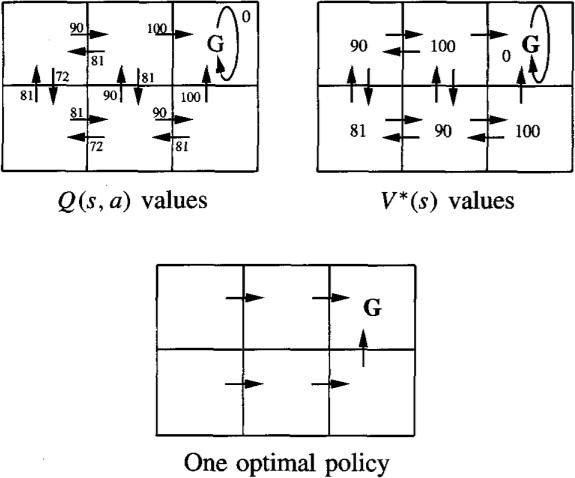 90 100 0
G
81
72 81
81 90 100
81 90
72 81
Q(s, a) values
90 100 0 G
81 90 100
V*(s) values
G
One optimal policy